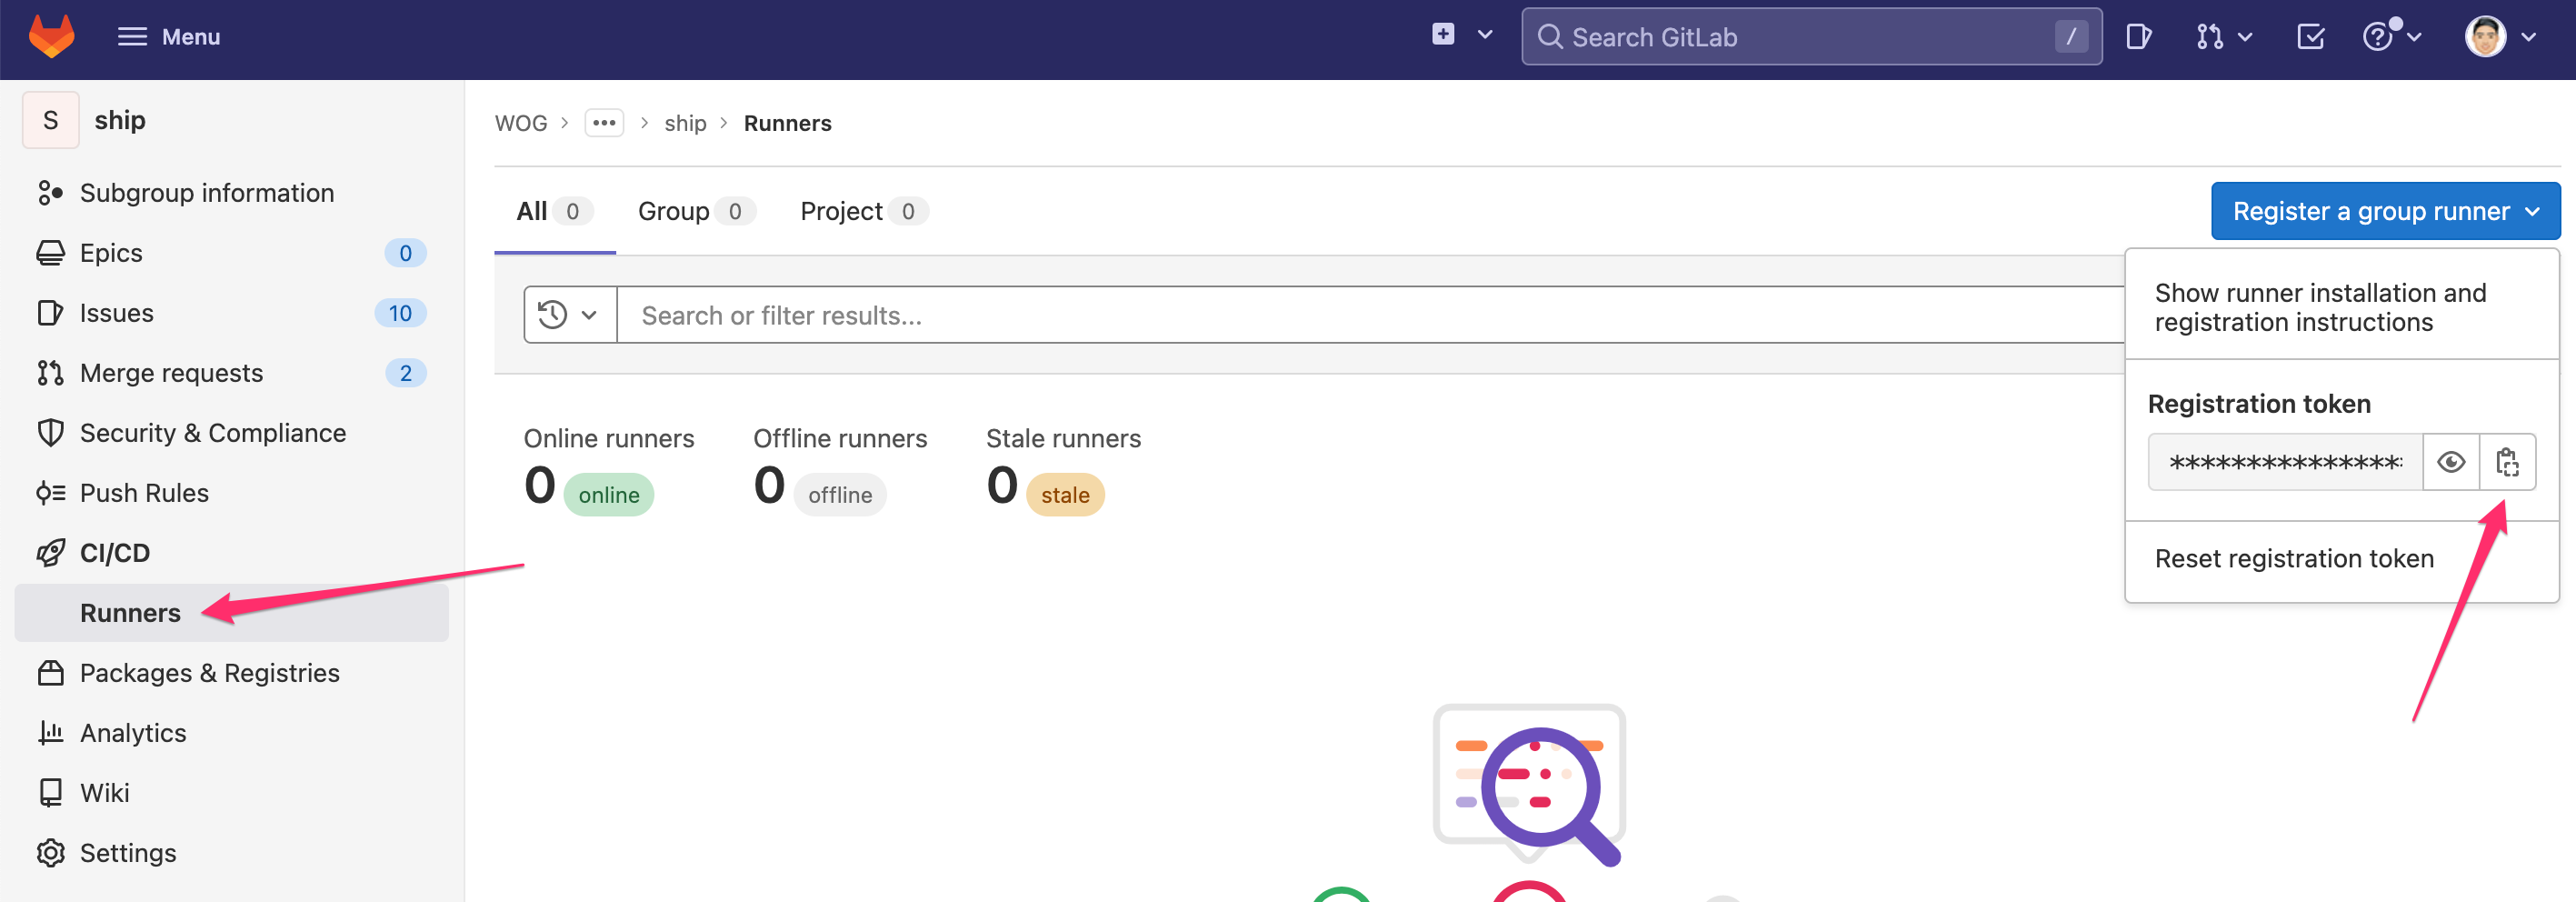 Menu
Search GitLab
/
S
ship
Subgroup information
Epics
0
Issues
10
Merge requests
2
Security & Compliance
Push Rules
CI/CD
Runners
Packages & Registries
Analytics
Wiki
Settings
WOG > ••• > ship > Runners
All 0
Group 0
Project 0
Register a group runner
Search or filter results...
Show runner installation and
registration instructions
Registration token
***************
Reset registration token
Online runners
0 online
Offline runners
0 offline
Stale runners
0 stale